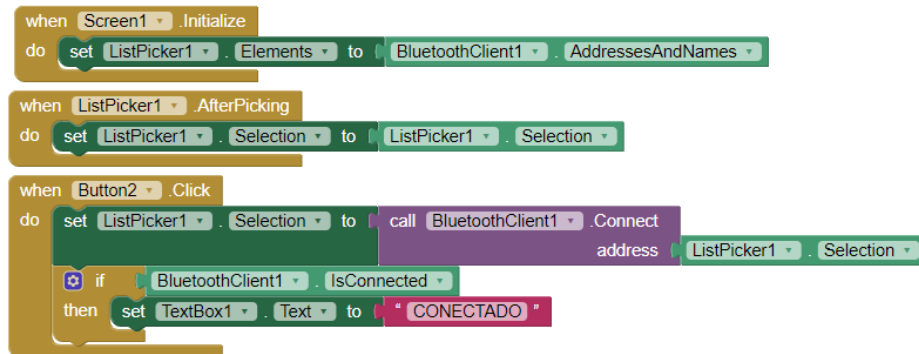 when Screen1 .Initialize
do set ListPicker1 . Elements to BluetoothClient1 . AddressesAndNames
when ListPicker1 .AfterPicking
do set ListPicker1 . Selection to ListPicker1 . Selection
when Button2 .Click
do set ListPicker1 . Selection to call BluetoothClient1 .Connect
address ListPicker1 . Selection
if BluetoothClient1 . IsConnected
then set TextBox1 . Text to " CONECTADO "